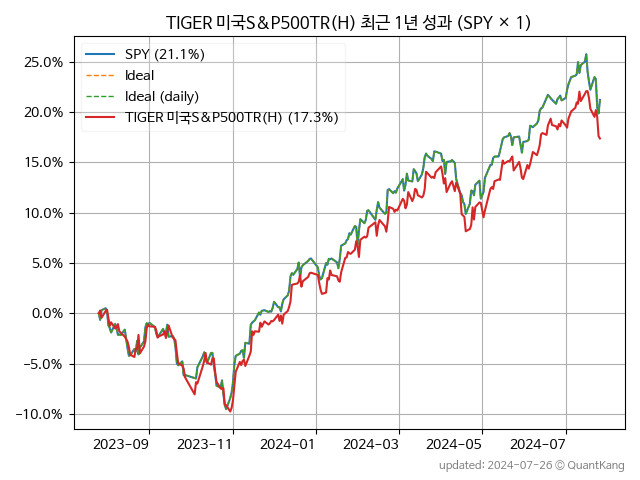 TIGER 미국S&P500TR(H) 최근 1년 성과 (SPY × 1)
SPY (21.1%)
Ideal
Ideal (daily)
TIGER 미국S&P500TR(H) (17.3%)
25.0%
20.0%
15.0%
10.0%
5.0%
0.0%
−5.0%
−10.0%
2023-09
2023-11
2024-01
2024-03
2024-05
2024-07
updated: 2024-07-26 © QuantKang